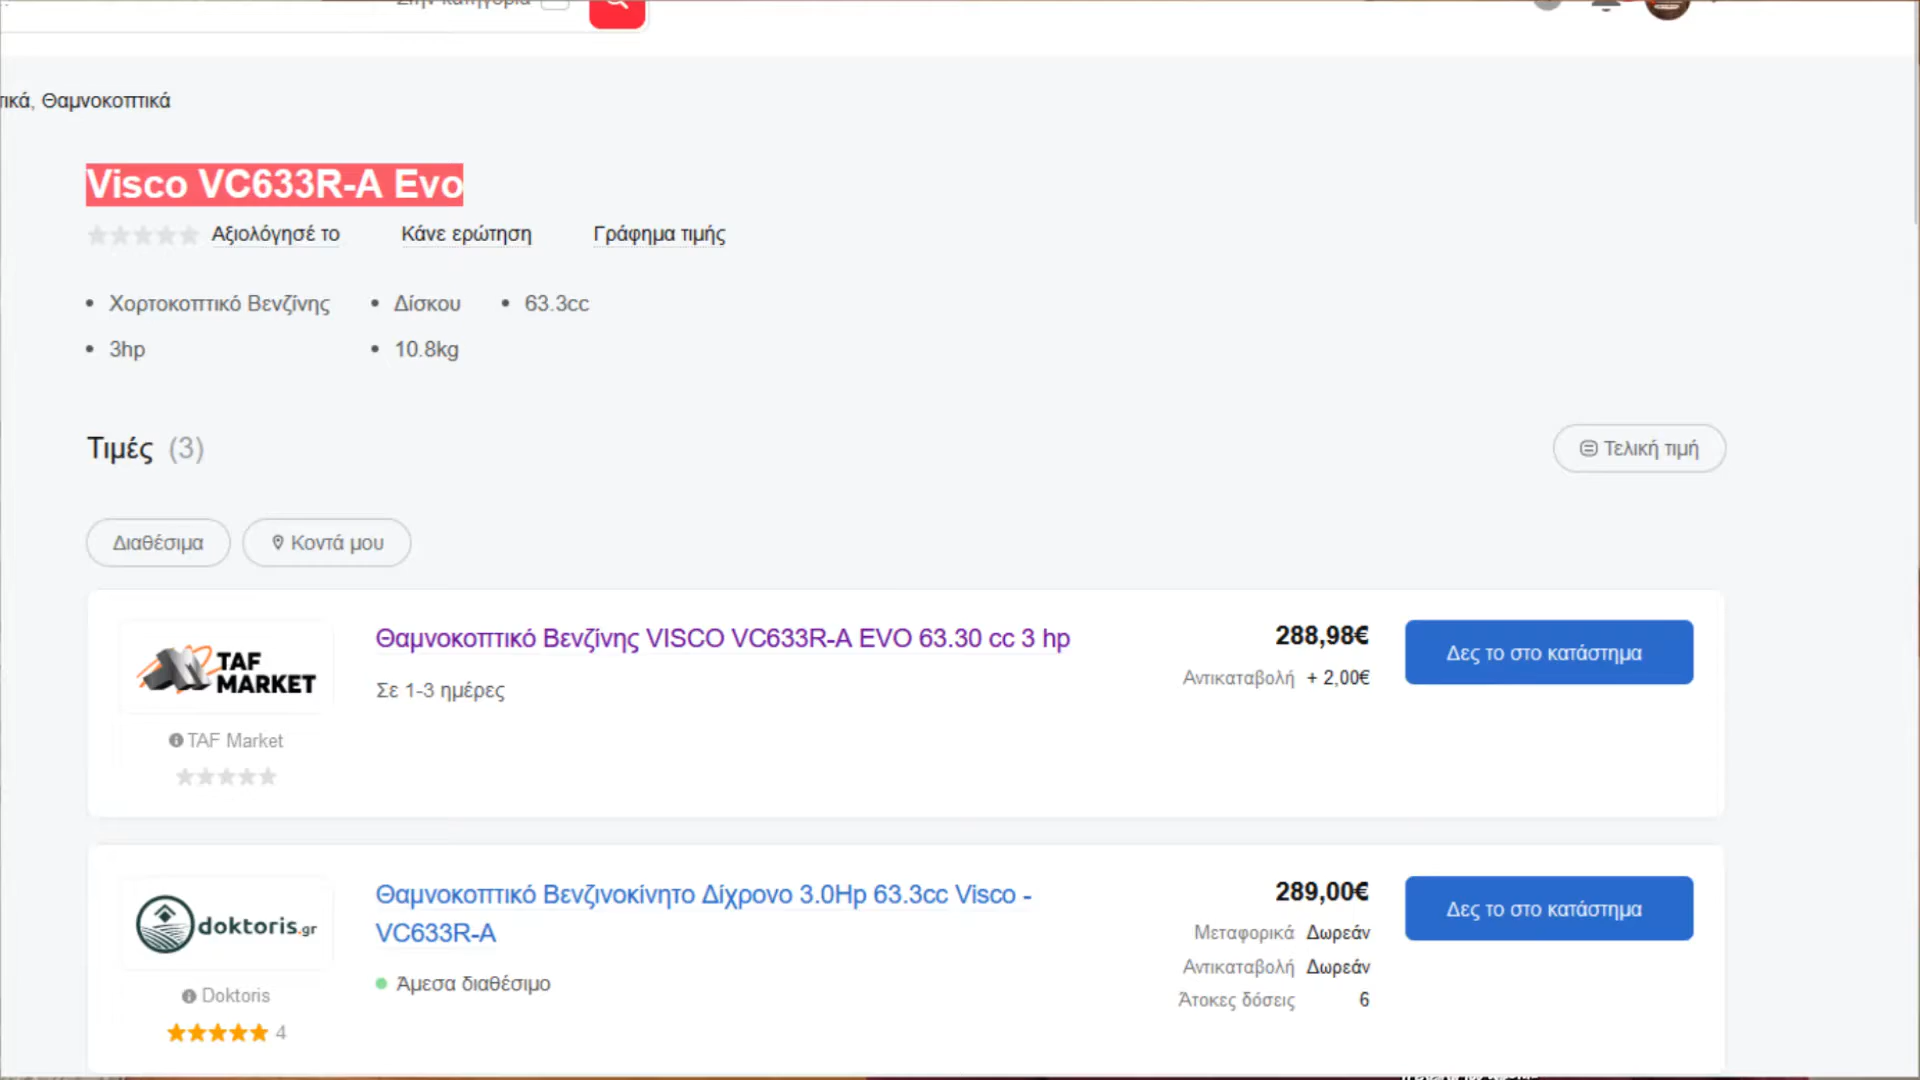 Στην κατηγορία
τικά, Θαμνοκοπτικά
Visco VC633R-A Evo
Αξιολόγησέ το Κάνε ερώτηση Γράφημα τιμής
• Χορτοκοπτικό Βενζίνης • Δίσκου • 63.3cc
• 3hp • 10.8kg
Τιμές (3) Τελική τιμή
Διαθέσιμα Κοντά μου
TAF MARKET
Θαμνοκοπτικό Βενζίνης VISCO VC633R-A EVO 63.30 cc 3 hp
Σε 1-3 ημέρες
288,98€
Αντικαταβολή + 2,00€
Δες το στο κατάστημα
TAF Market
doktoris.gr
Θαμνοκοπτικό Βενζινοκίνητο Δίχρονο 3.0Hp 63.3cc Visco -
VC633R-A
Άμεσα διαθέσιμο
289,00€
Μεταφορικά Δωρεάν
Αντικαταβολή Δωρεάν
Άτοκες δόσεις 6
Δες το στο κατάστημα
Doktoris
4